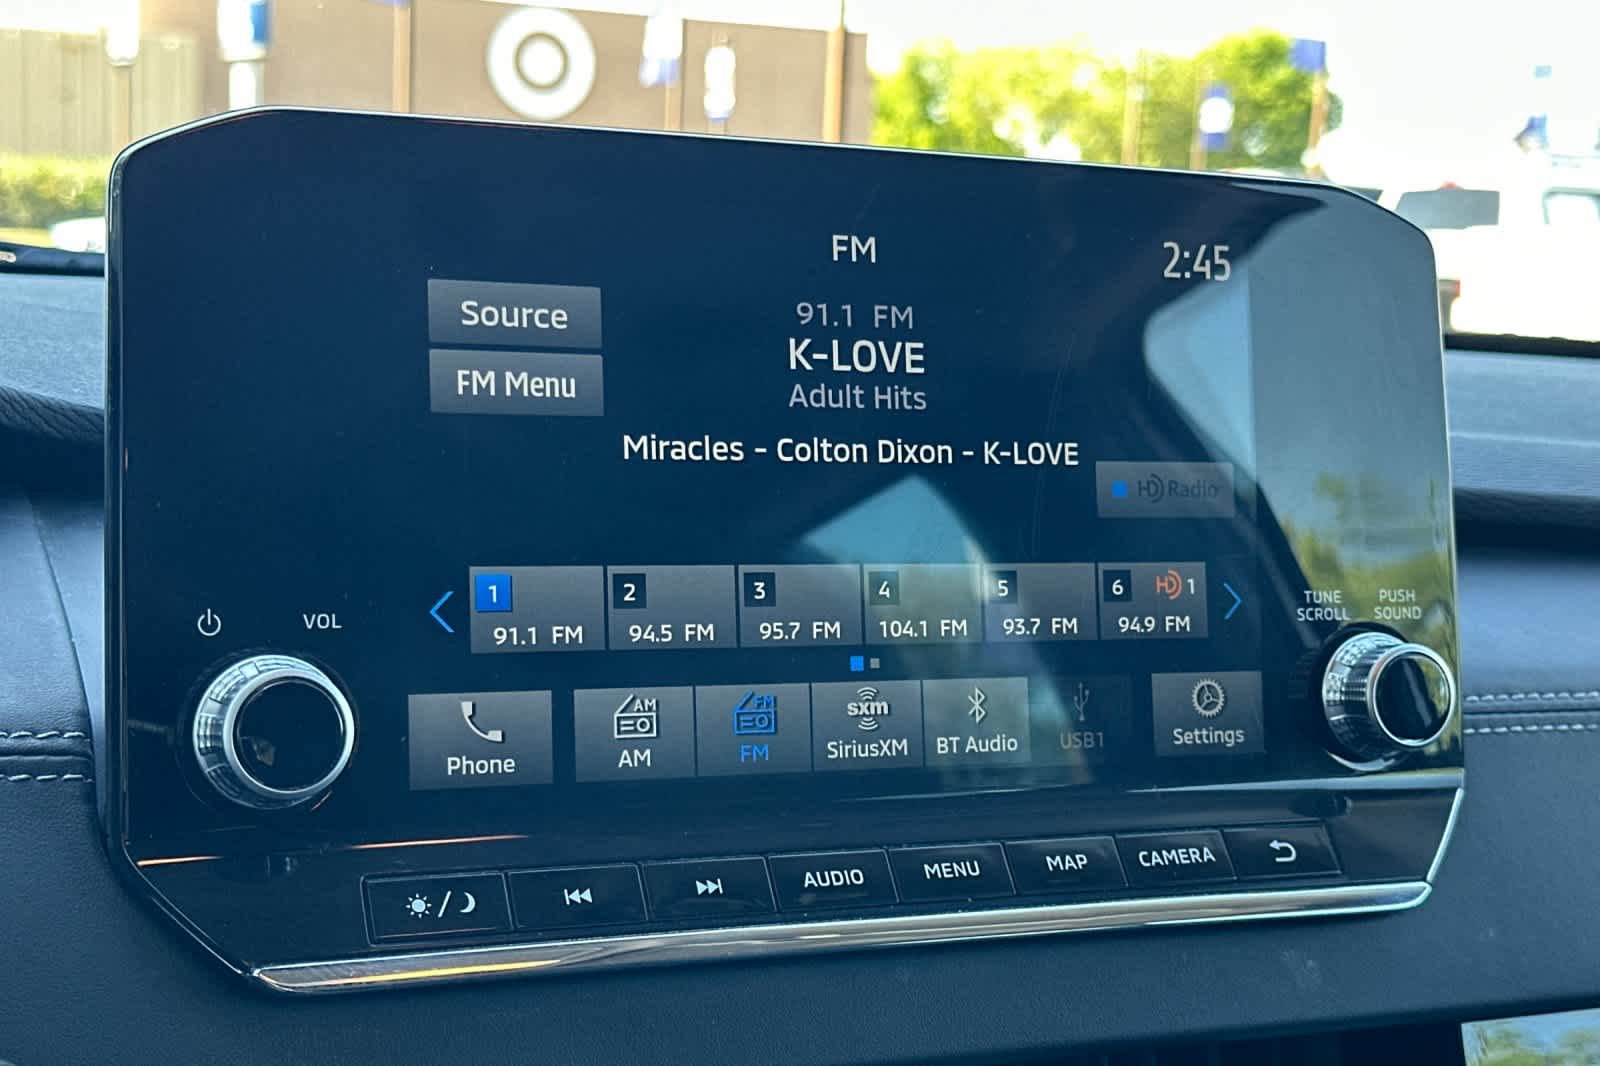 FM
2:45
Source
91.1 FM
K-LOVE
FM Menu
Adult Hits
Miracles - Colton Dixon - K-LOVE
HD Radio
1
91.1 FM
2
94.5 FM
3
95.7 FM
4
104.1 FM
5
93.7 FM
6 HD 1
94.9 FM
VOL
TUNE
SCROLL
PUSH
SOUND
Phone
AM
AM
FM
FM
sxm
SiriusXM
BT Audio
USB1
Settings
AUDIO
MENU
MAP
CAMERA